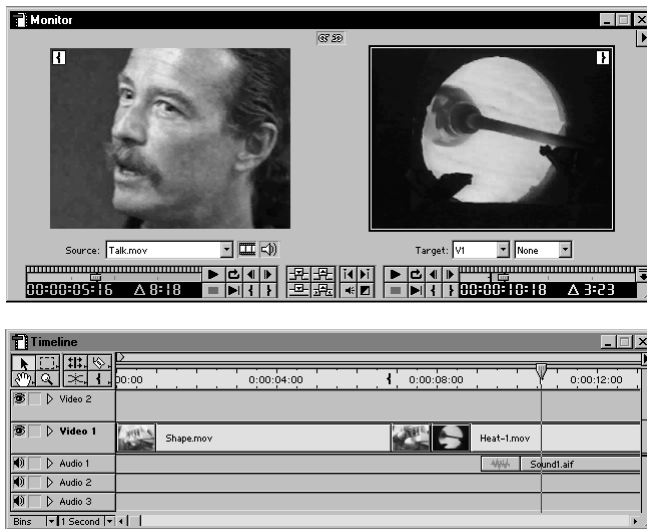 Monitor
Source: Talk.mov
Target: V1 None
00:00:05:16 Δ 8:18
00:00:10:18 Δ 3:23
Timeline
00:00 0:00:04:00 0:00:08:00 0:00:12:00
Video 2
Video 1 Shape.mov Heat-1.mov
Audio 1 Sound1.aif
Audio 2
Audio 3
Bins 1 Second